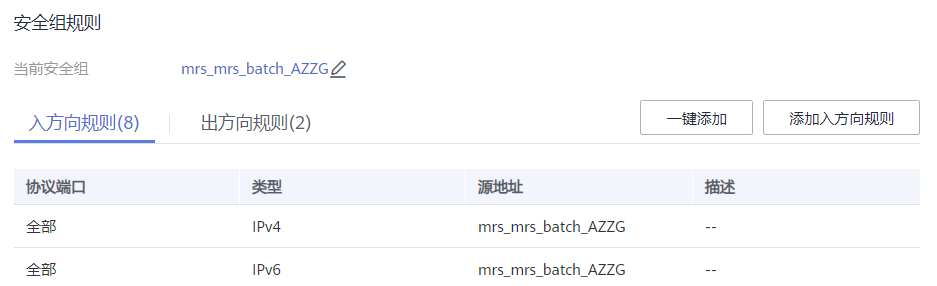 安全组规则
当前安全组 mrs_mrs_batch_AZZG
入方向规则(8) 出方向规则(2) 一键添加 添加入方向规则
协议端口 类型 源地址 描述
全部 IPv4 mrs_mrs_batch_AZZG --
全部 IPv6 mrs_mrs_batch_AZZG --